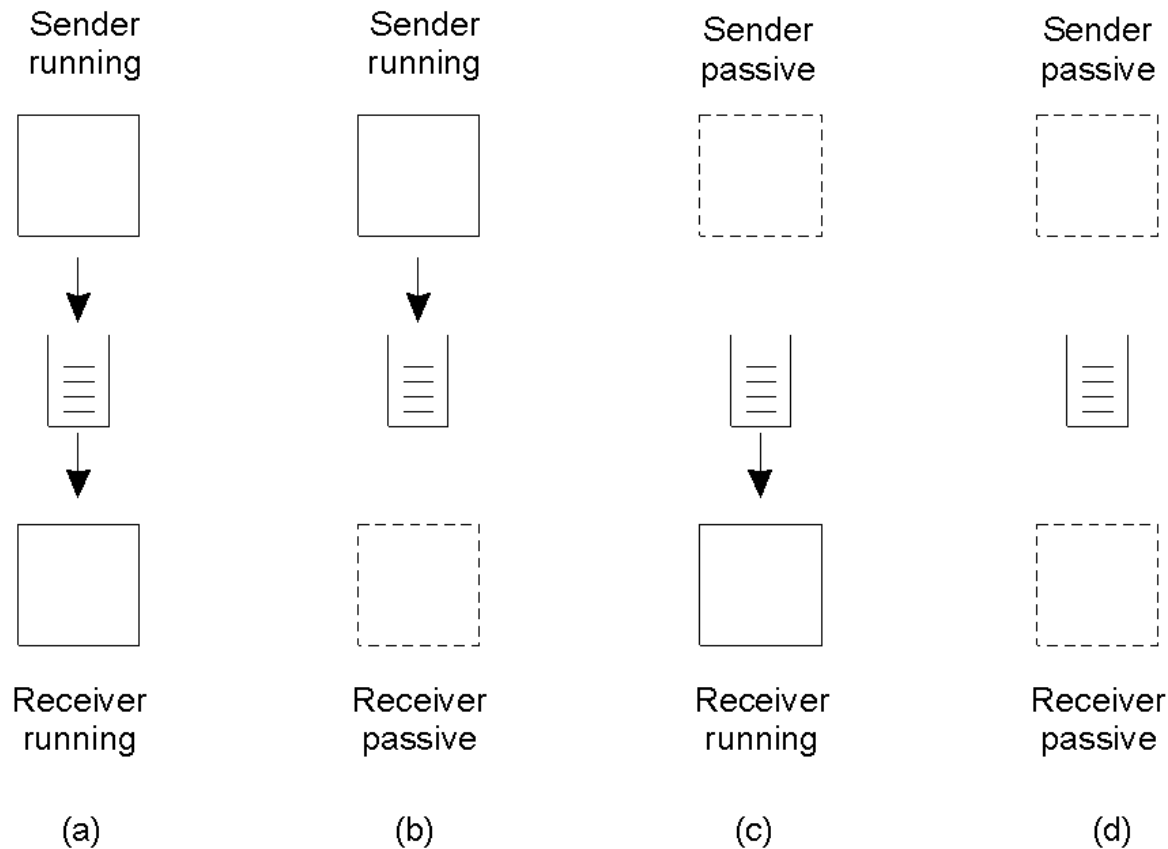 Sender
running
Sender
running
Sender
passive
Sender
passive
Receiver
running
Receiver
passive
Receiver
running
Receiver
passive
(a)
(b)
(c)
(d)